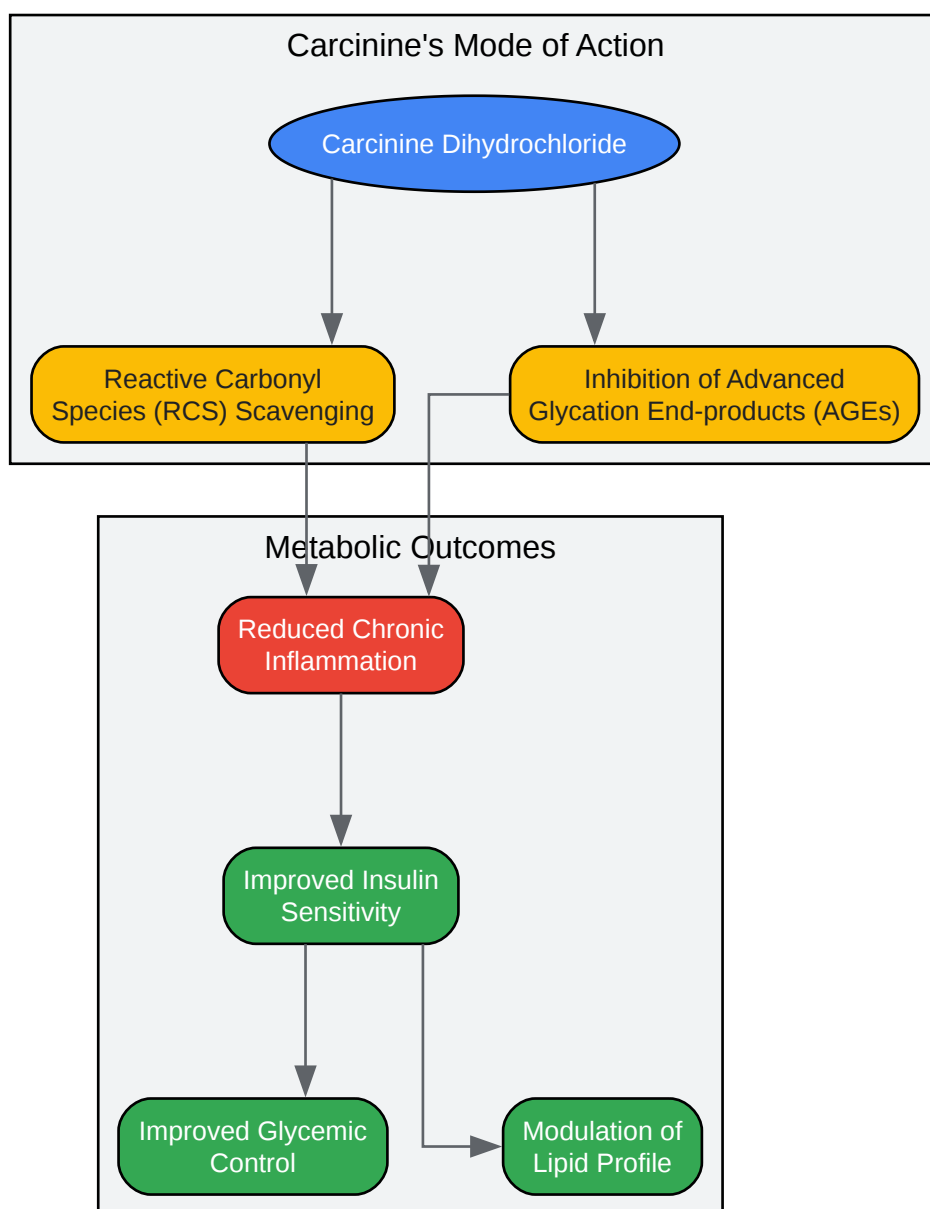 Carcinine's Mode of Action
Carcinine Dihydrochloride
Reactive Carbonyl
Species (RCS) Scavenging
Inhibition of Advanced
Glycation End-products (AGEs)
Metabolic Outcomes
Reduced Chronic
Inflammation
Improved Insulin
Sensitivity
Improved Glycemic
Control
Modulation of
Lipid Profile